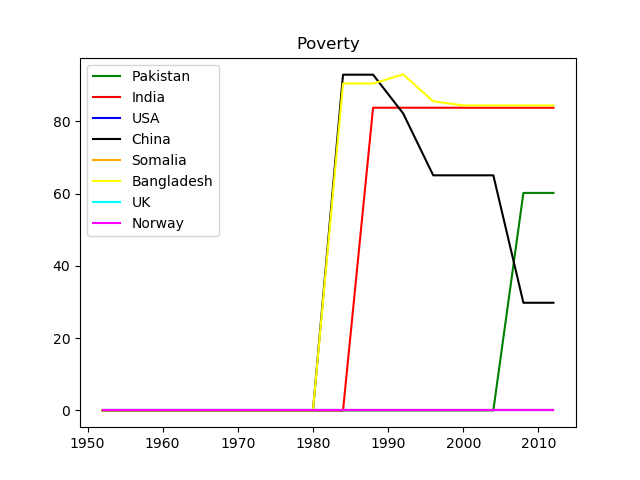 Poverty
Pakistan
India
USA
China
Somalia
Bangladesh
UK
Norway
80
60
40
20
0
1950 1960 1970 1980 1990 2000 2010